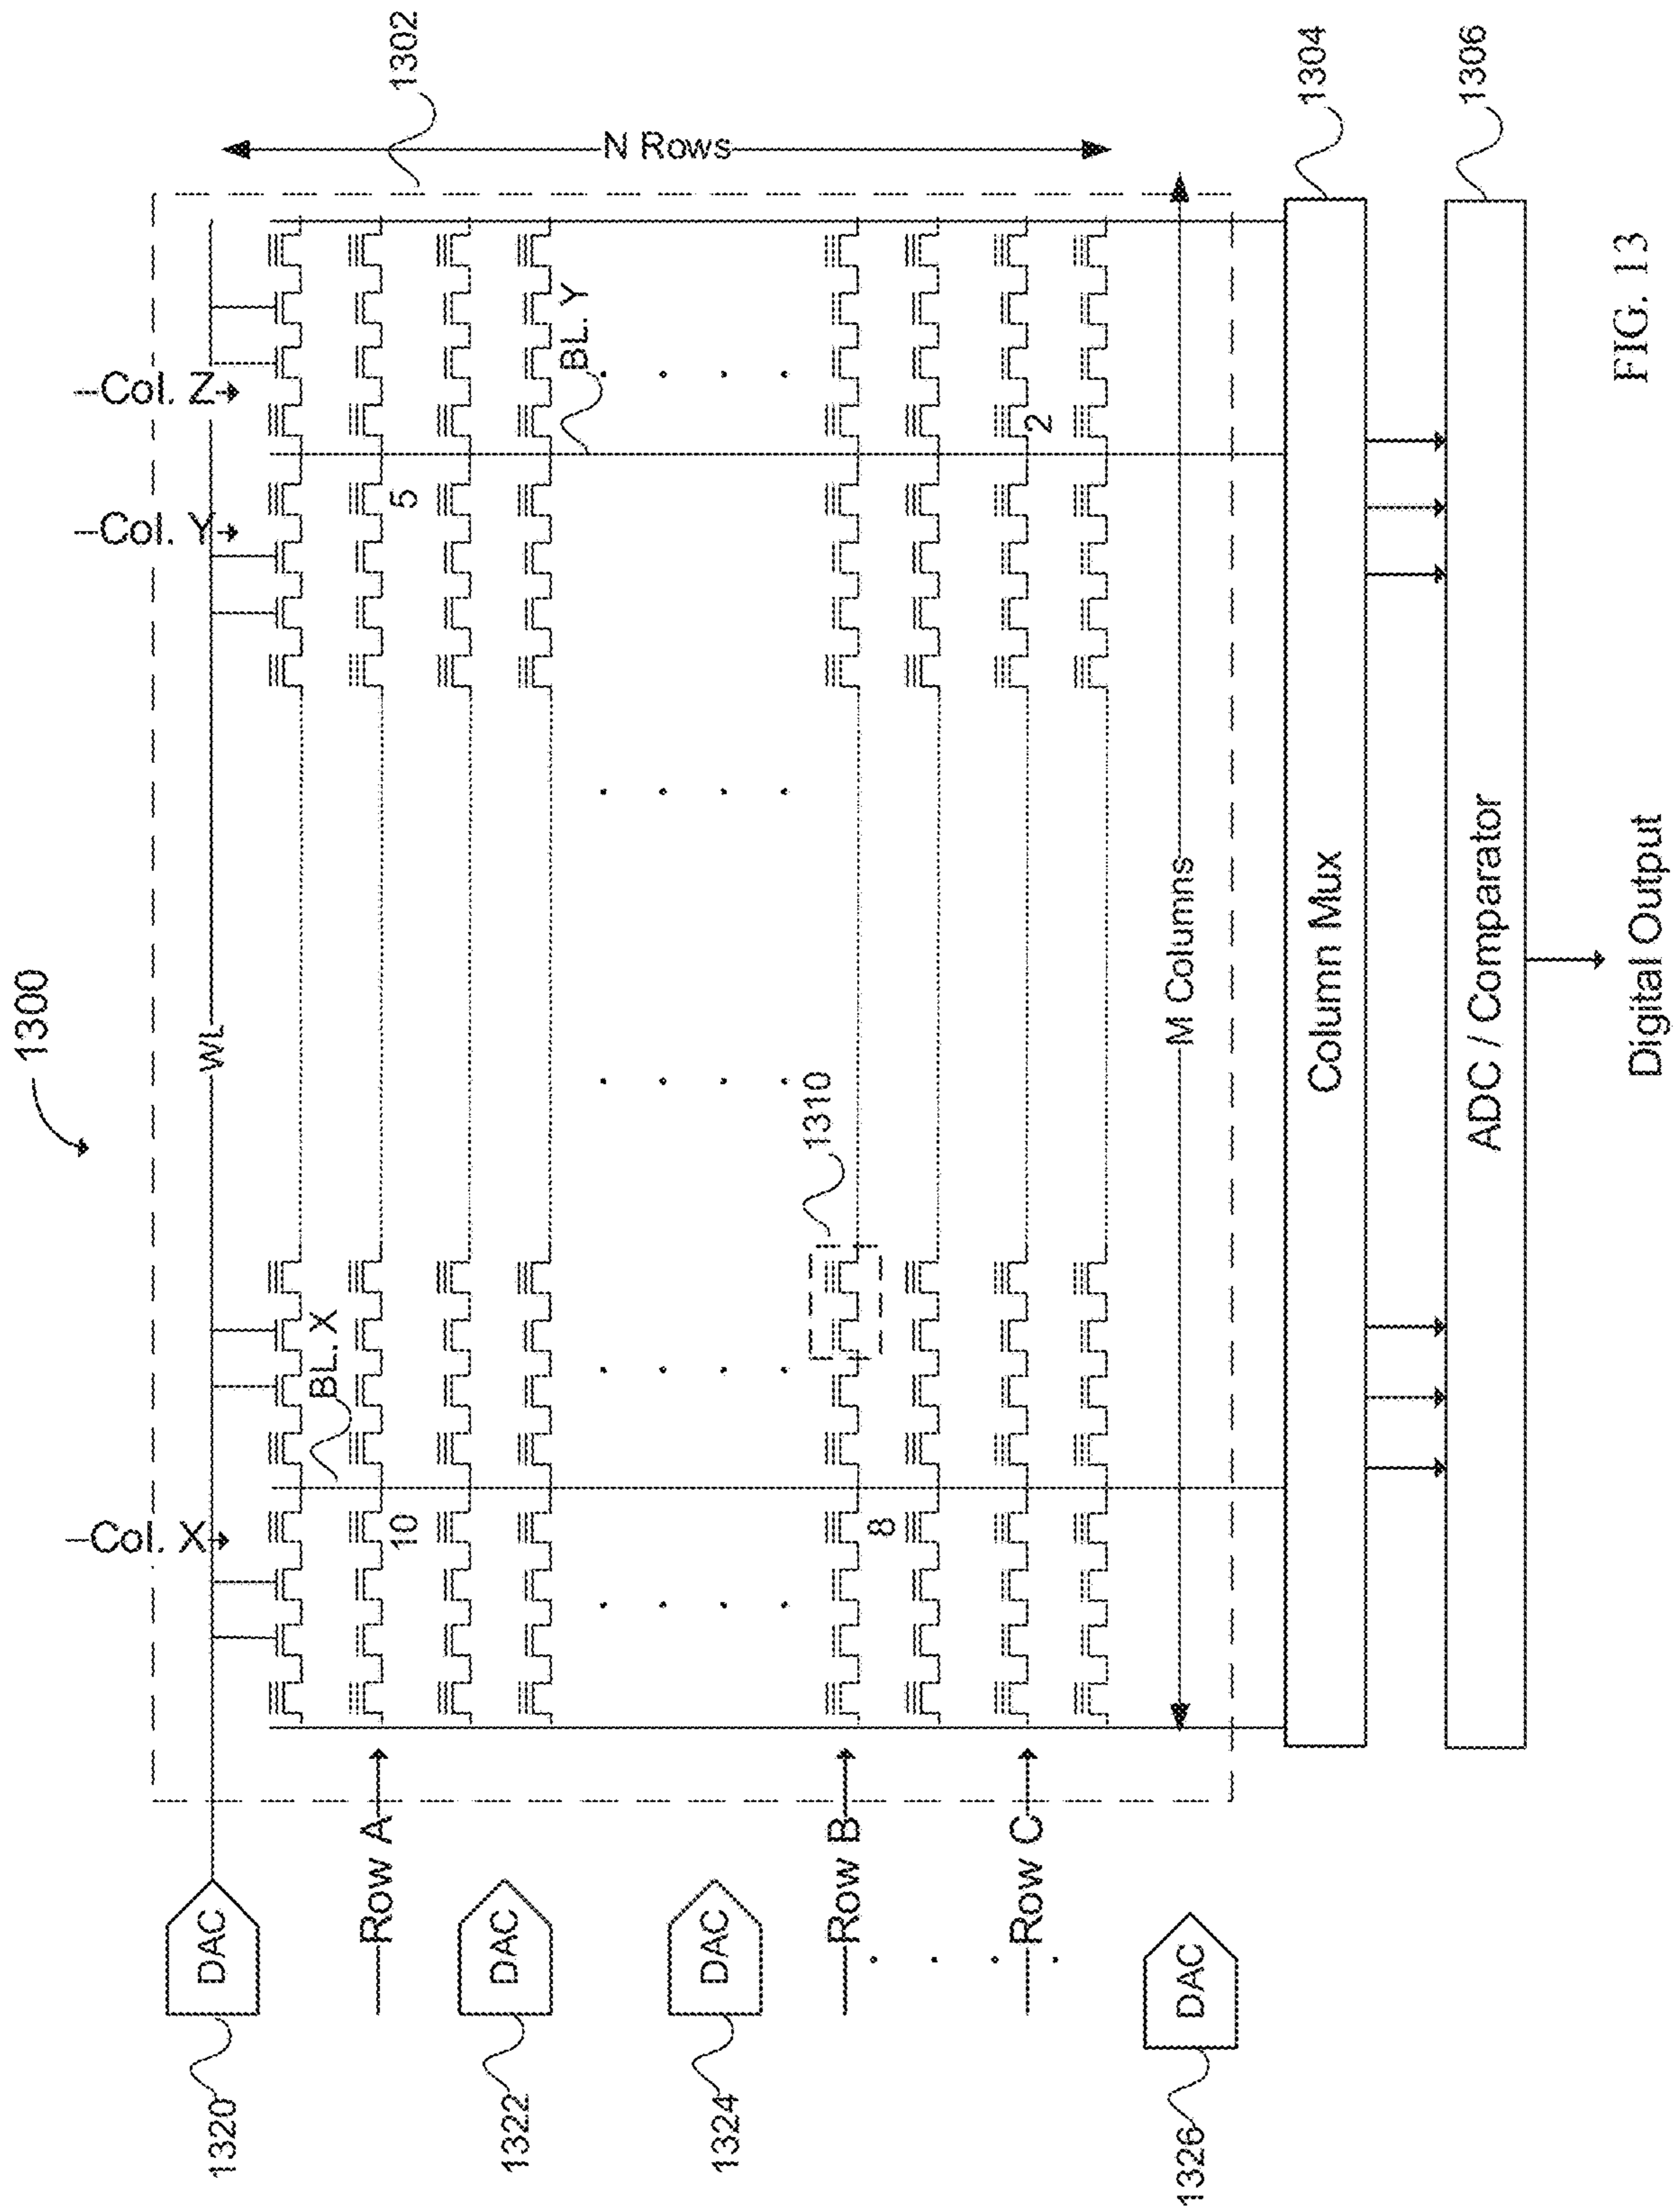 1300
1302
1320
DAC
WL
Col. X
Col. Y
Col. Z
BL. X
Row A
10
5
N Rows
1322
DAC
BL. Y
1324
DAC
1310
Row B
8
Row C
2
1326
DAC
M Columns
1304
Column Mux
1306
ADC / Comparator
Digital Output
FIG. 13